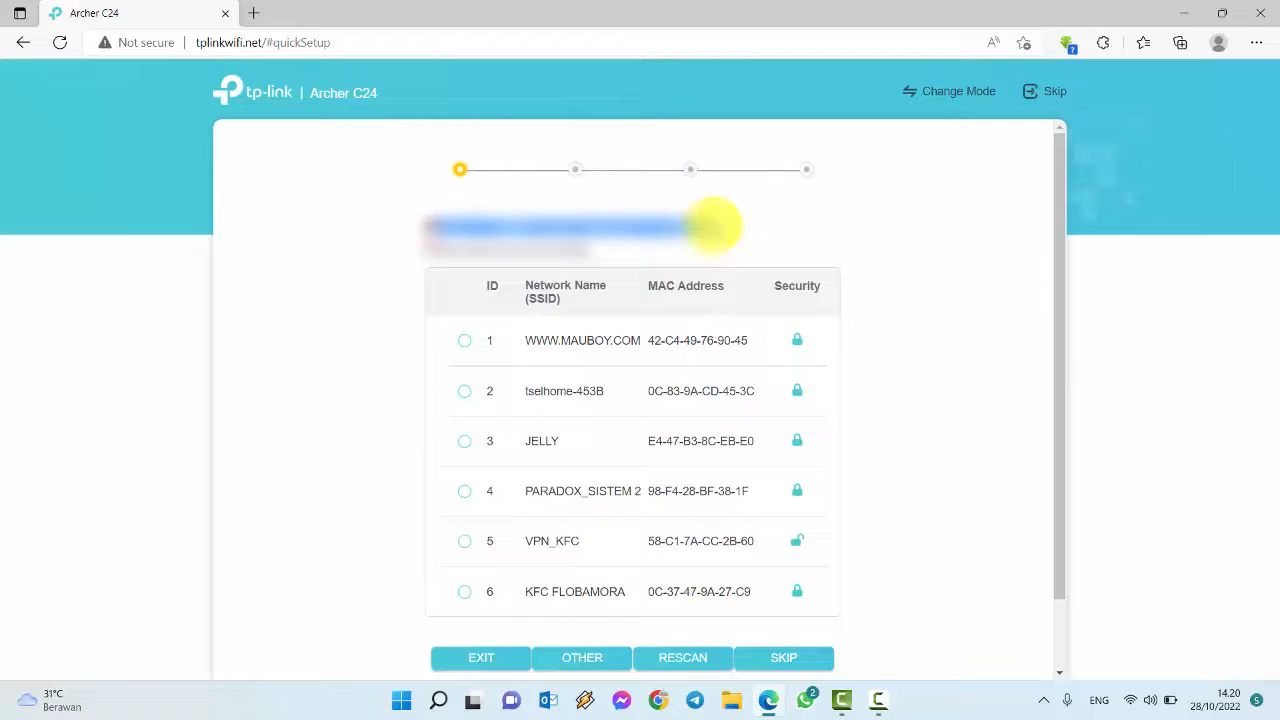 Archer C24
Not secure
tplinkwifi.net/#quickSetup
tp-link | Archer C24
Change Mode
Skip
ID
Network Name (SSID)
MAC Address
Security
1 WWW.MAUBOY.COM 42-C4-49-76-90-45
2 tselhome-453B 0C-83-9A-CD-45-3C
3 JELLY E4-47-B3-8C-EB-E0
4 PARADOX_SISTEM 2 98-F4-28-BF-38-1F
5 VPN_KFC 58-C1-7A-CC-2B-60
6 KFC FLOBAMORA 0C-37-47-9A-27-C9
EXIT
OTHER
RESCAN
SKIP
31°C
Berawan
2
ENG
14.20
28/10/2022
5